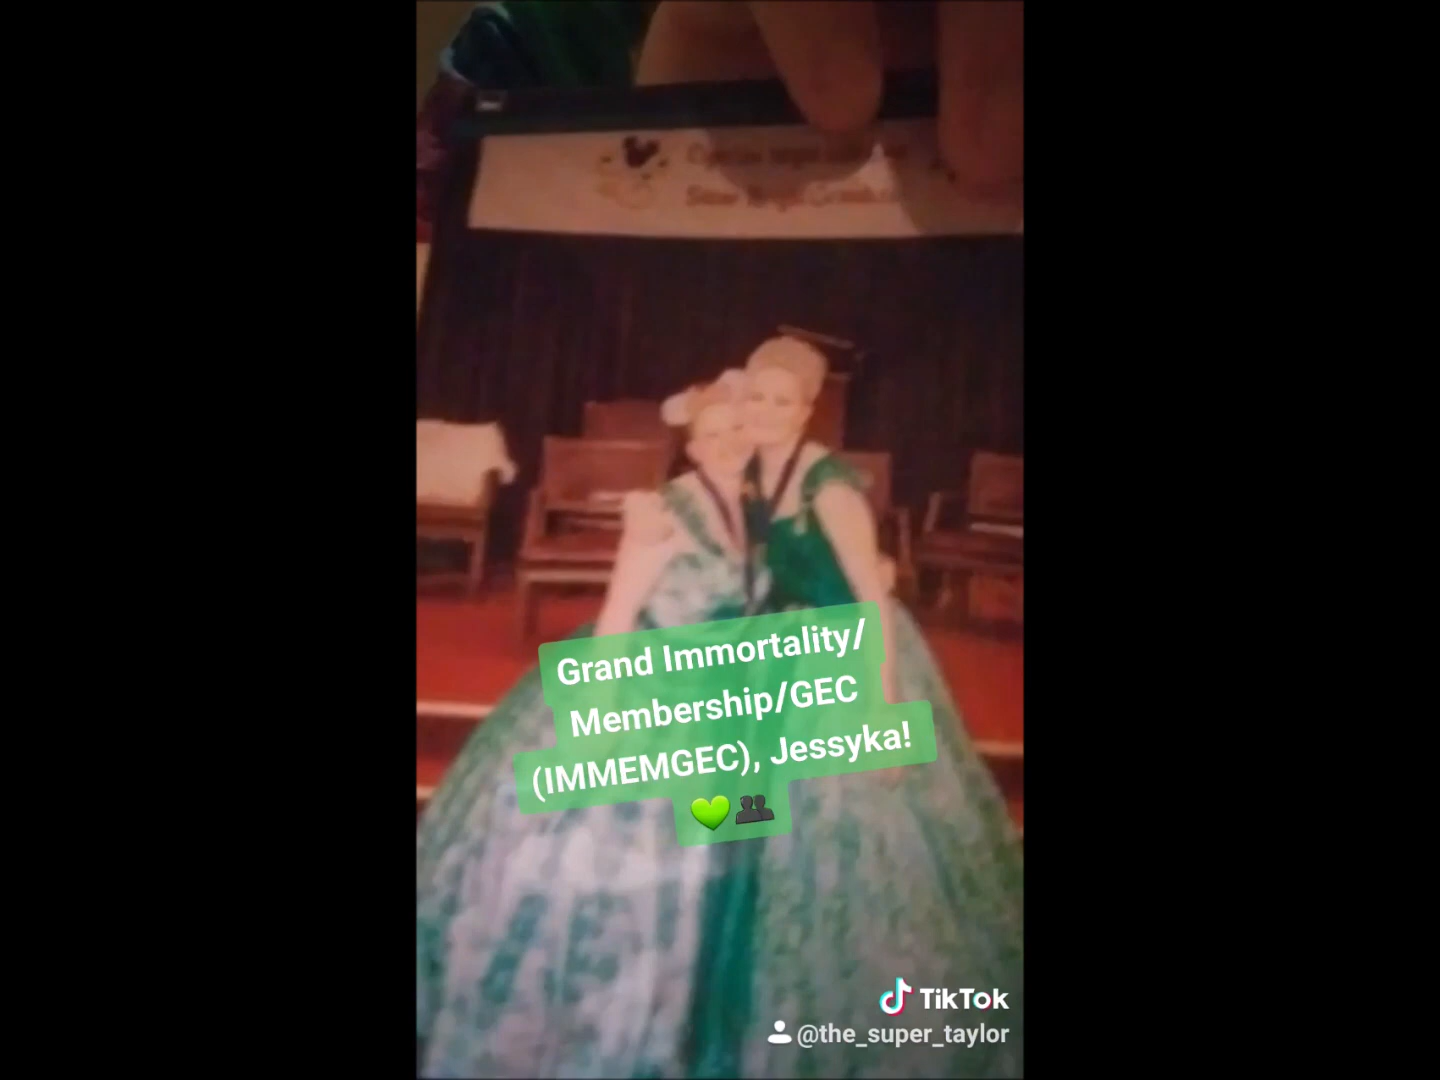 Grand Immortality/
Membership/GEC
(IMMEMGEC), Jessyka!
💚👥
TikTok
@the_super_taylor